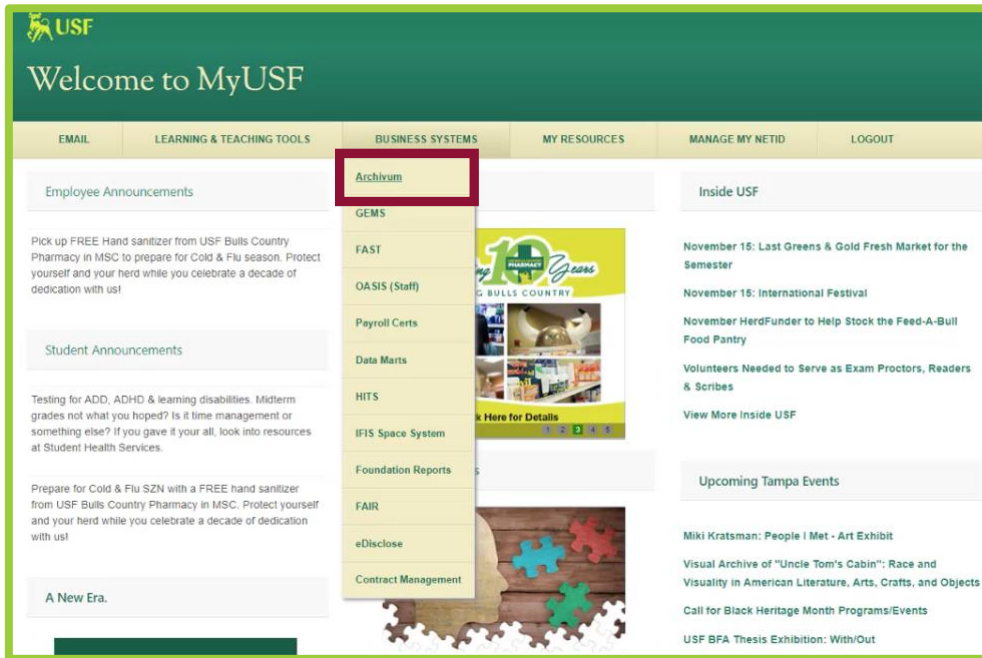 USF
Welcome to MyUSF
EMAIL LEARNING & TEACHING TOOLS BUSINESS SYSTEMS MY RESOURCES MANAGE MY NETID LOGOUT
Employee Announcements
Pick up FREE Hand sanitizer from USF Bulls Country
Pharmacy in MSC to prepare for Cold & Flu season. Protect
yourself and your herd while you celebrate a decade of
dedication with us!
Student Announcements
Testing for ADD, ADHD & learning disabilities. Midterm
grades not what you hoped? Is it time management or
something else? If you gave it your all, look into resources
at Student Health Services.
Prepare for Cold & Flu SZN with a FREE hand sanitizer
from USF Bulls Country Pharmacy in MSC. Protect yourself
and your herd while you celebrate a decade of dedication
with us!
A New Era.
Archivum
GEMS
FAST
OASIS (Staff)
Payroll Certs
Data Marts
HITS
IFIS Space System
Foundation Reports
FAIR
eDisclose
Contract Management
10 Years
PHARMACY
BULLS COUNTRY
Here for Details
1 2 3 4 5
Inside USF
November 15: Last Greens & Gold Fresh Market for the
Semester
November 15: International Festival
November HerdFunder to Help Stock the Feed-A-Bull
Food Pantry
Volunteers Needed to Serve as Exam Proctors, Readers
& Scribes
View More Inside USF
Upcoming Tampa Events
Miki Kratsman: People I Met - Art Exhibit
Visual Archive of "Uncle Tom's Cabin": Race and
Visuality in American Literature, Arts, Crafts, and Objects
Call for Black Heritage Month Programs/Events
USF BFA Thesis Exhibition: With/Out